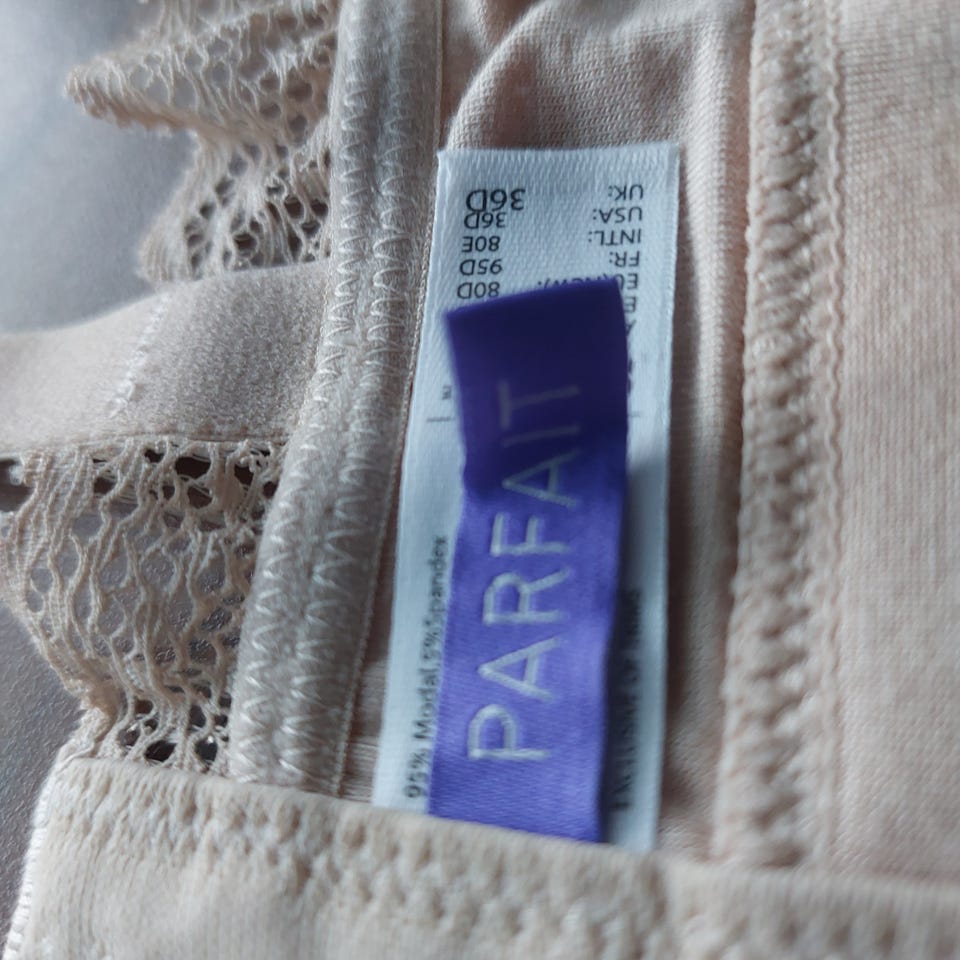 PARFAIT
95% Modal,5%Spandex
80D
FR: 95D
INTL: 80E
USA: 36D
UK: 36D